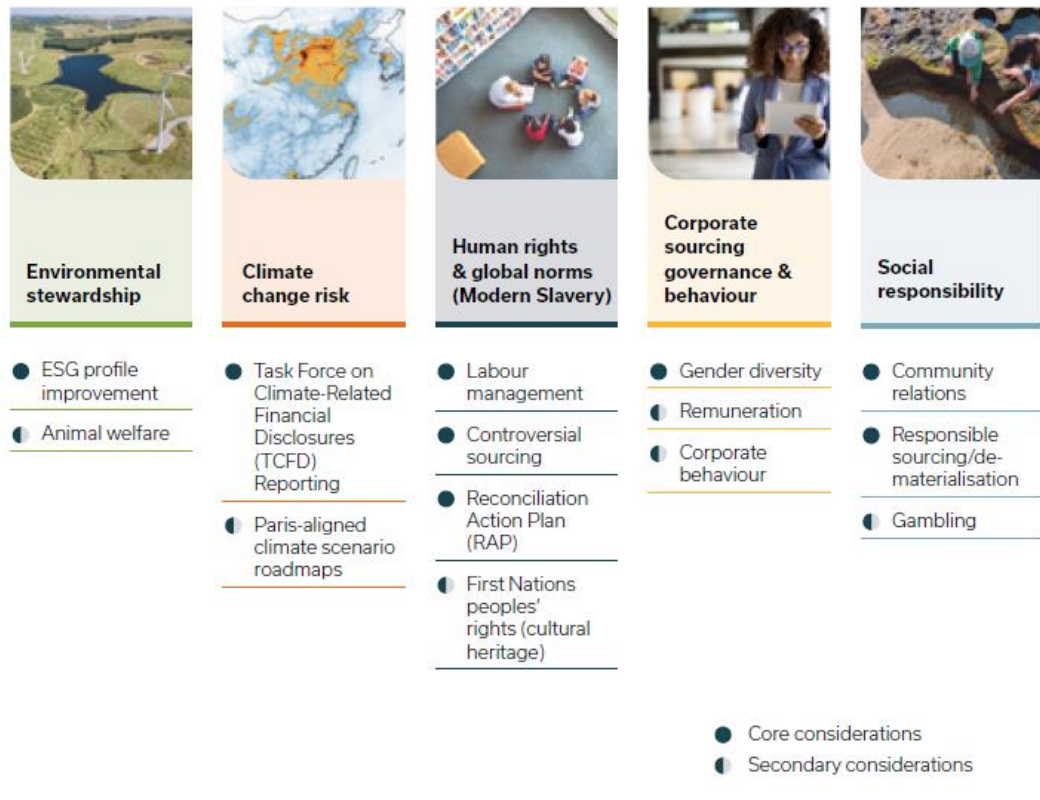 Environmental
stewardship
ESG profile
improvement
Animal welfare
Climate
change risk
Task Force on
Climate-Related
Financial
Disclosures
(TCFD)
Reporting
Paris-aligned
climate scenario
roadmaps
Human rights
& global norms
(Modern Slavery)
Labour
management
Controversial
sourcing
Reconciliation
Action Plan
(RAP)
First Nations
peoples'
rights (cultural
heritage)
Corporate
sourcing
governance &
behaviour
Gender diversity
Remuneration
Corporate
behaviour
Social
responsibility
Community
relations
Responsible
sourcing/de-
materialisation
Gambling
Core considerations
Secondary considerations